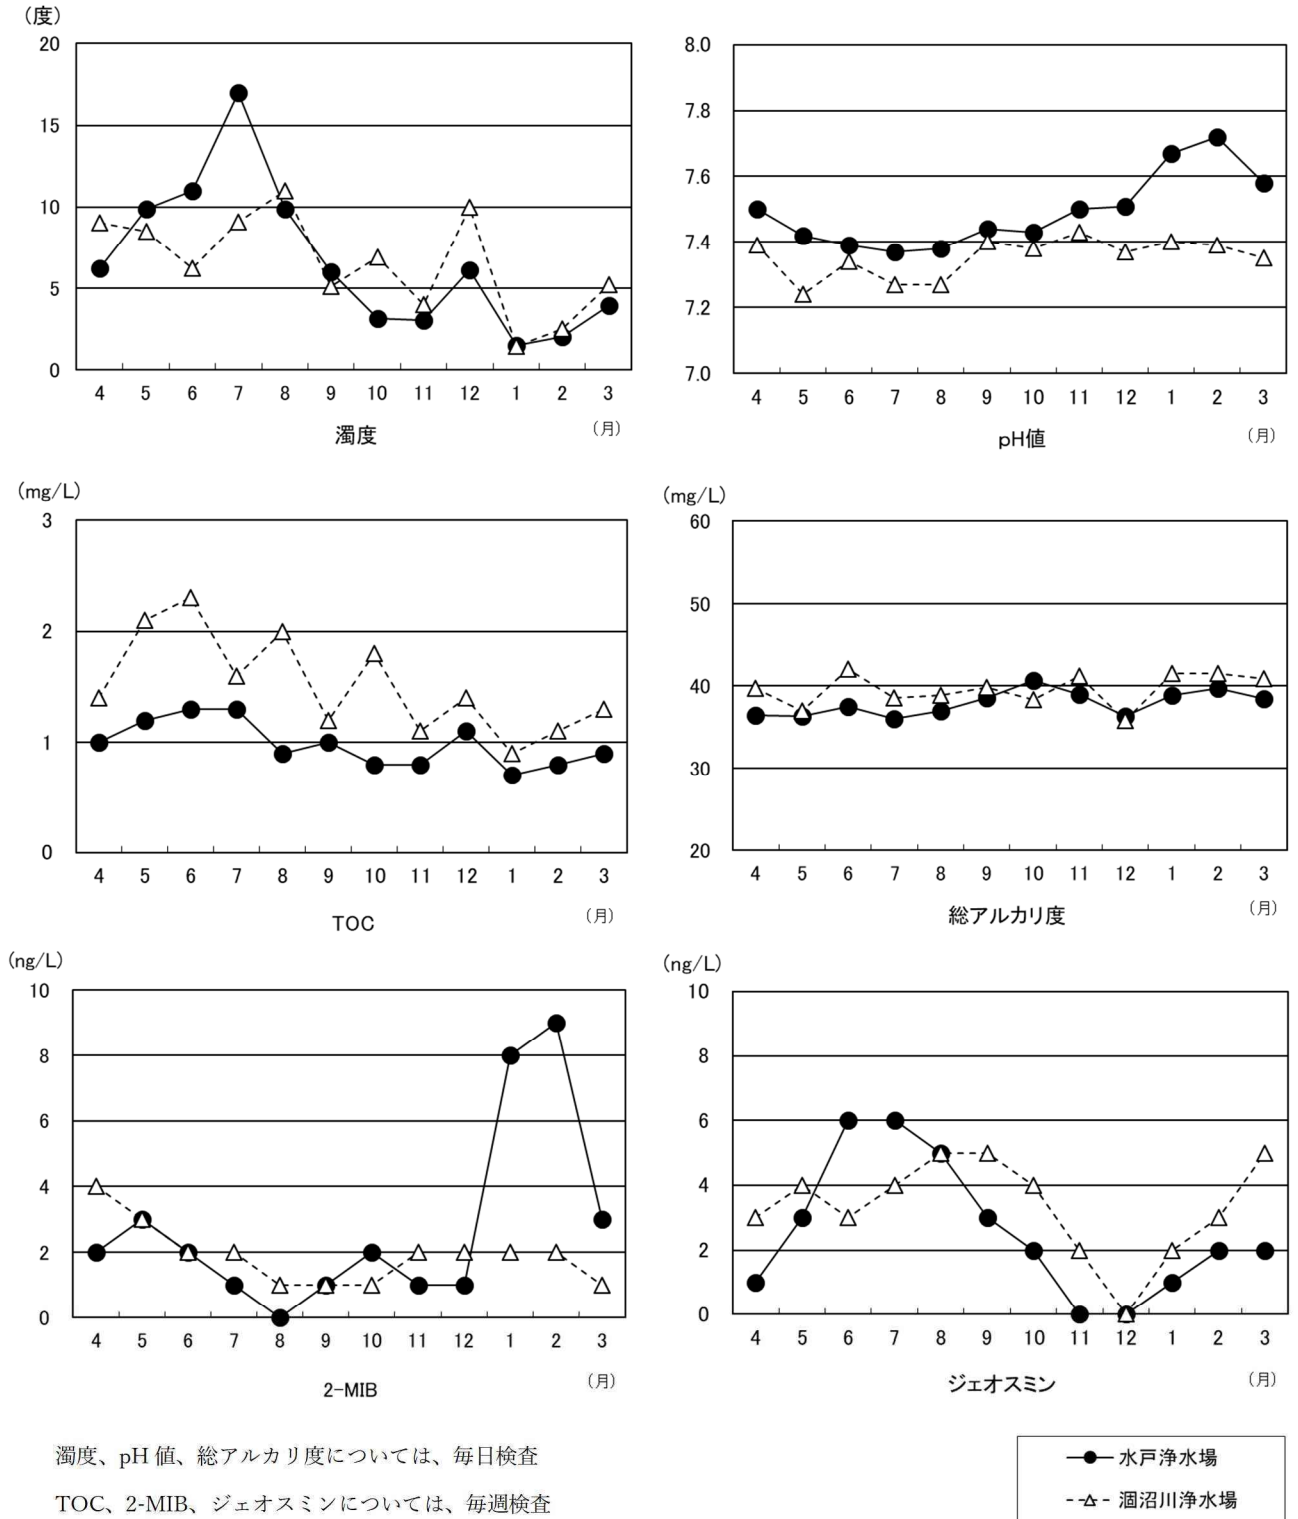 （度）
20
15
10
5
0
4 5 6 7 8 9 10 11 12 1 2 3
（月）
濁度
8.0
7.8
7.6
7.4
7.2
7.0
4 5 6 7 8 9 10 11 12 1 2 3
（月）
pH値
(mg/L)
3
2
1
0
4 5 6 7 8 9 10 11 12 1 2 3
（月）
TOC
(mg/L)
60
50
40
30
20
4 5 6 7 8 9 10 11 12 1 2 3
（月）
総アルカリ度
(ng/L)
10
8
6
4
2
0
4 5 6 7 8 9 10 11 12 1 2 3
（月）
2-MIB
(ng/L)
10
8
6
4
2
0
4 5 6 7 8 9 10 11 12 1 2 3
（月）
ジェオスミン
濁度、pH 値、総アルカリ度については、毎日検査
TOC、2-MIB、ジェオスミンについては、毎週検査
水戸浄水場
涸沼川浄水場